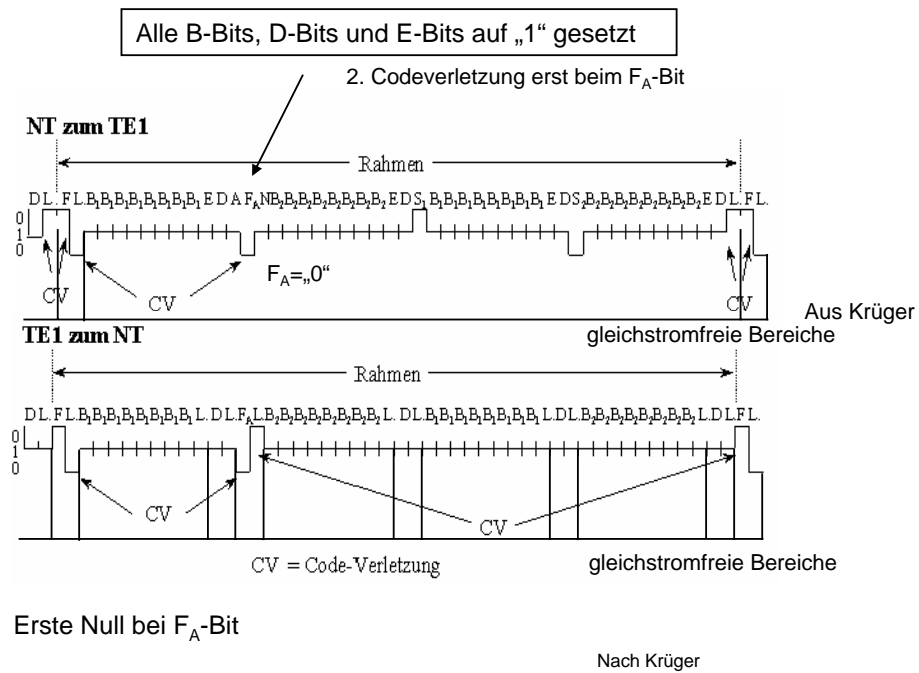 Alle B-Bits, D-Bits und E-Bits auf „1“ gesetzt
2. Codeverletzung erst beim FA-Bit
NT zum TE1
Rahmen
D L. F L. B1 B1 B1 B1 B1 B1 B1 B1 E D A FA N B2 B2 B2 B2 B2 B2 B2 B2 E D S1 B1 B1 B1 B1 B1 B1 B1 B1 E D S2 B2 B2 B2 B2 B2 B2 B2 B2 E D L. F L.
0
1
0
FA=„0“
CV CV CV
Aus Krüger
TE1 zum NT
gleichstromfreie Bereiche
Rahmen
D L. F L. B1 B1 B1 B1 B1 B1 B1 B1 L. D L. FA L. B2 B2 B2 B2 B2 B2 B2 B2 L. D L. B1 B1 B1 B1 B1 B1 B1 B1 L. D L. B2 B2 B2 B2 B2 B2 B2 B2 L. D L. F L.
0
1
0
CV CV
CV = Code-Verletzung
gleichstromfreie Bereiche
Erste Null bei FA-Bit
Nach Krüger